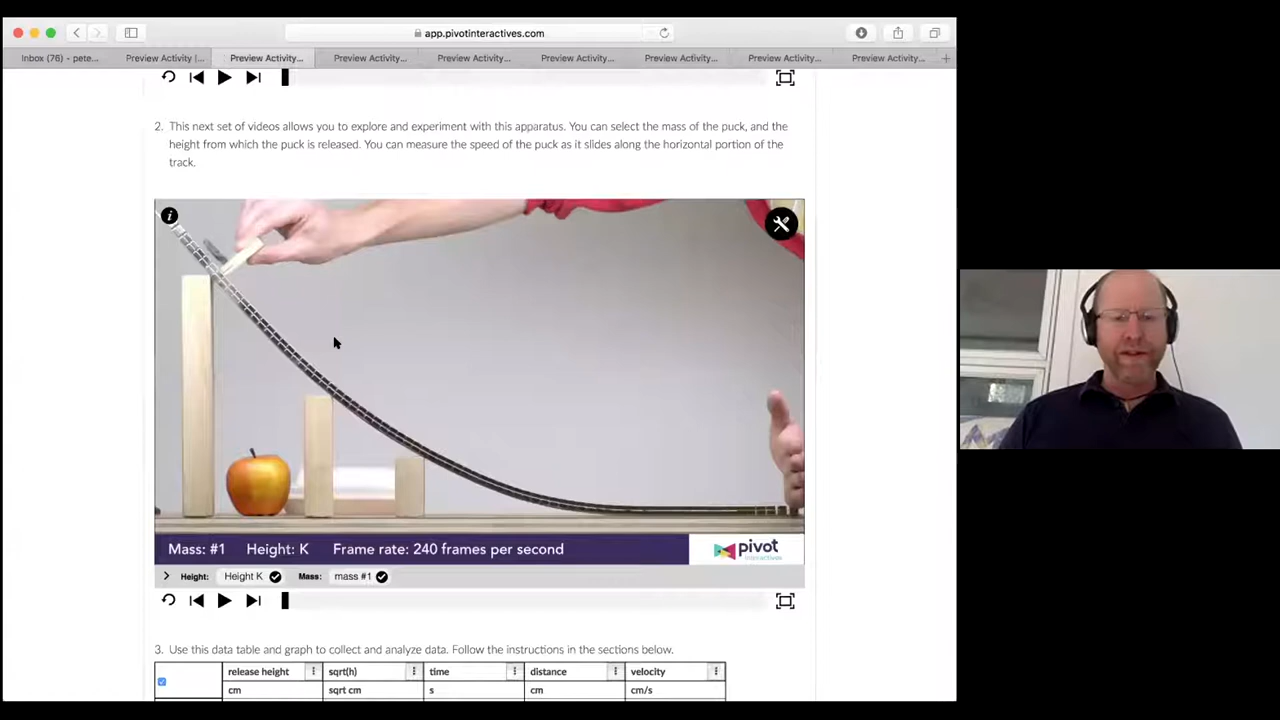 app.pivotinteractives.com
Inbox (76) - pete...
Preview Activity |...
Preview Activity...
Preview Activity...
Preview Activity...
Preview Activity...
Preview Activity...
Preview Activity...
Preview Activity...
2. This next set of videos allows you to explore and experiment with this apparatus. You can select the mass of the puck, and the
height from which the puck is released. You can measure the speed of the puck as it slides along the horizontal portion of the
track.
i
Mass: #1 Height: K Frame rate: 240 frames per second
pivot
interactives
Height: Height K Mass: mass #1
3. Use this data table and graph to collect and analyze data. Follow the instructions in the sections below.
release height sqrt(h) time distance velocity
cm sqrt cm s cm cm/s